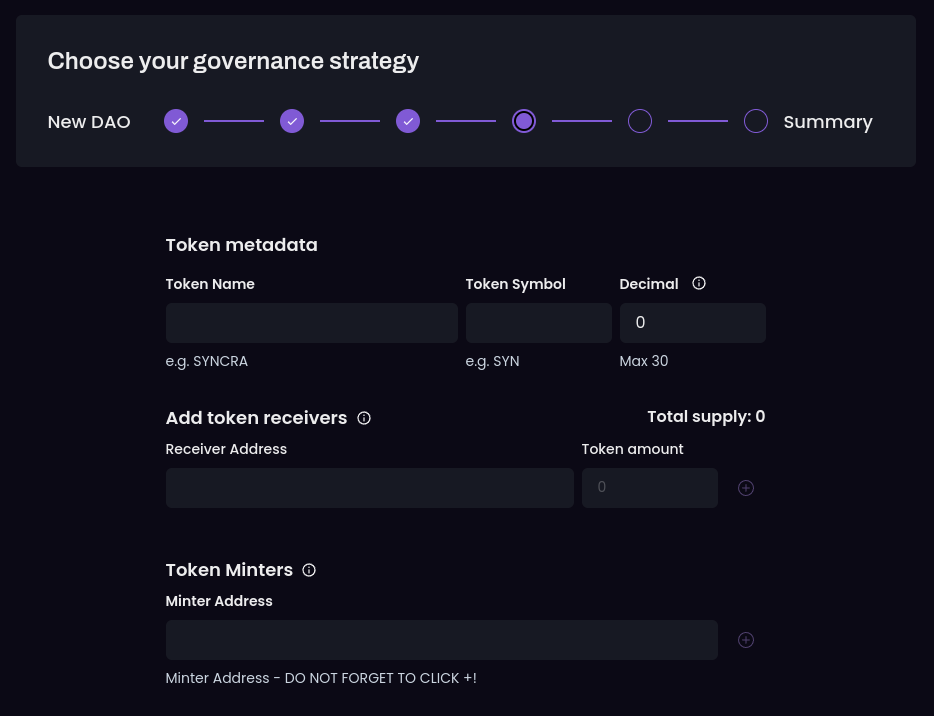 Choose your governance strategy
New DAO Summary
Token metadata
Token Name Token Symbol Decimal
0
e.g. SYNCRA e.g. SYN Max 30
Add token receivers Total supply: 0
Receiver Address Token amount
0
Token Minters
Minter Address
Minter Address - DO NOT FORGET TO CLICK +!